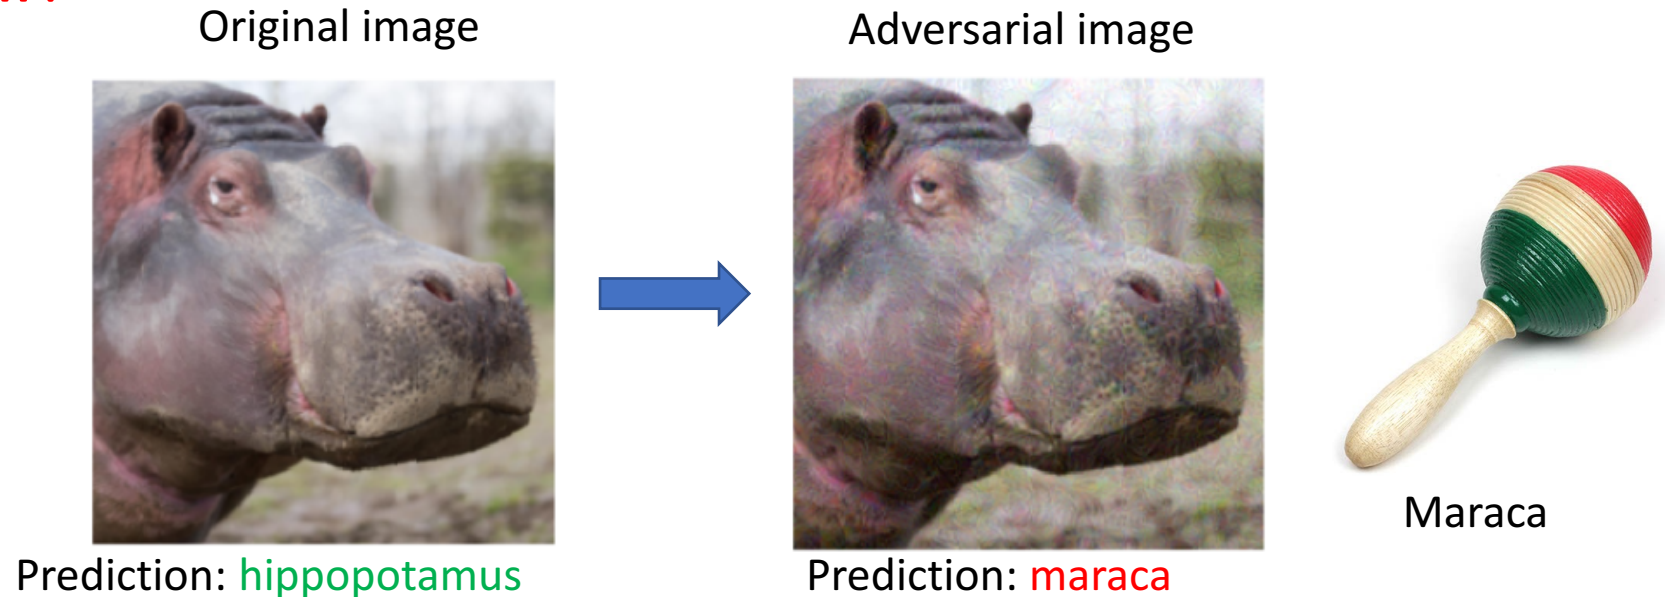 Original image
Adversarial image
Maraca
Prediction: hippopotamus
Prediction: maraca